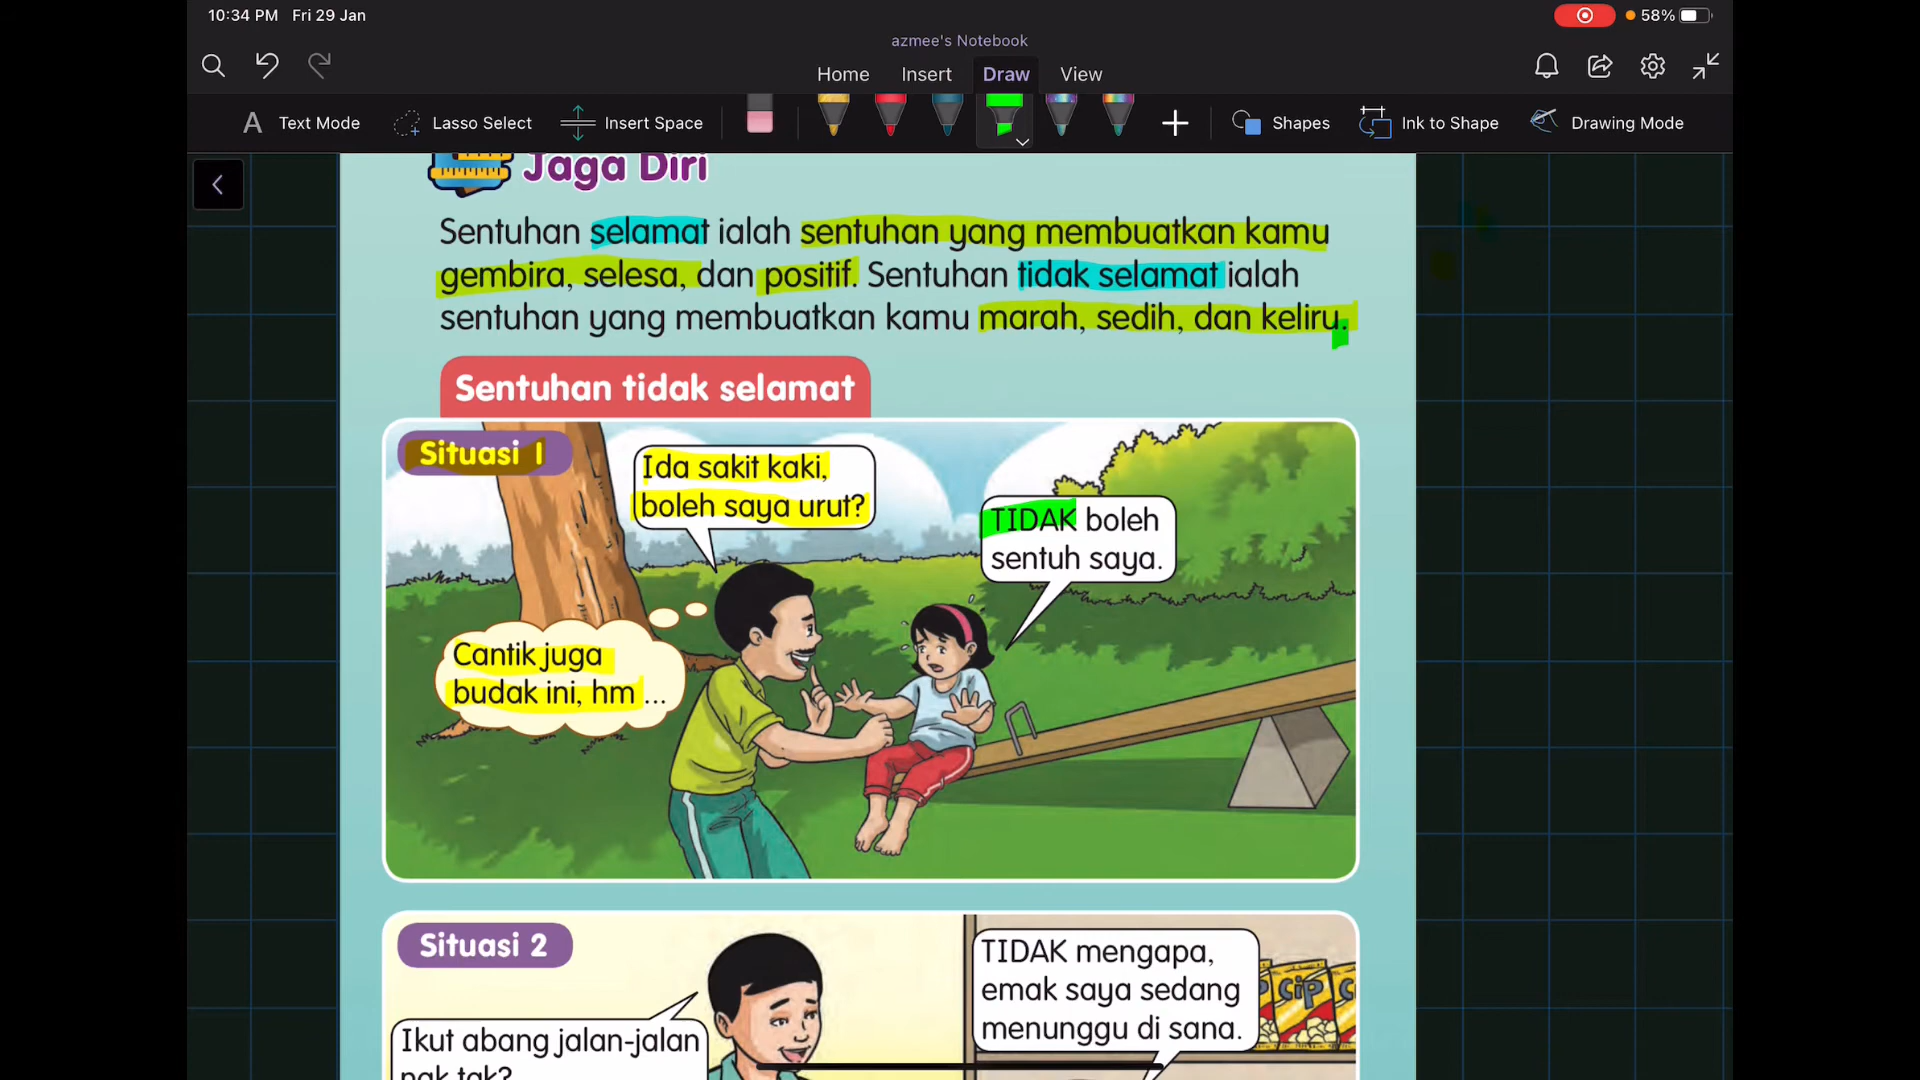 10:34 PM Fri 29 Jan
58%
azmee's Notebook
Home Insert Draw View
Text Mode Lasso Select Insert Space Shapes Ink to Shape Drawing Mode
Jaga Diri
Sentuhan selamat ialah sentuhan yang membuatkan kamu
gembira, selesa, dan positif. Sentuhan tidak selamat ialah
sentuhan yang membuatkan kamu marah, sedih, dan keliru.
Sentuhan tidak selamat
Situasi 1
Ida sakit kaki,
boleh saya urut?
TIDAK boleh
sentuh saya.
Cantik juga
budak ini, hm ...
Situasi 2
TIDAK mengapa,
emak saya sedang
menunggu di sana.
Cip
Ikut abang jalan-jalan
nak tak?